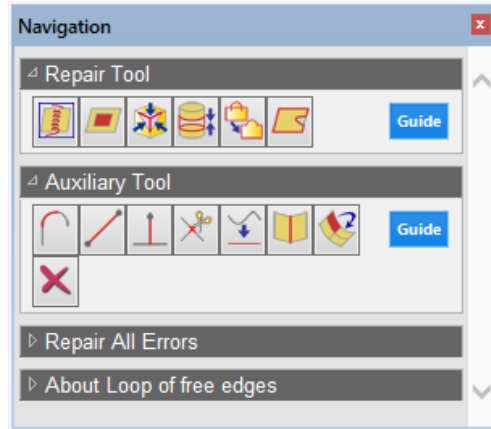 Navigation
Repair Tool
Guide
Auxiliary Tool
Guide
Repair All Errors
About Loop of free edges